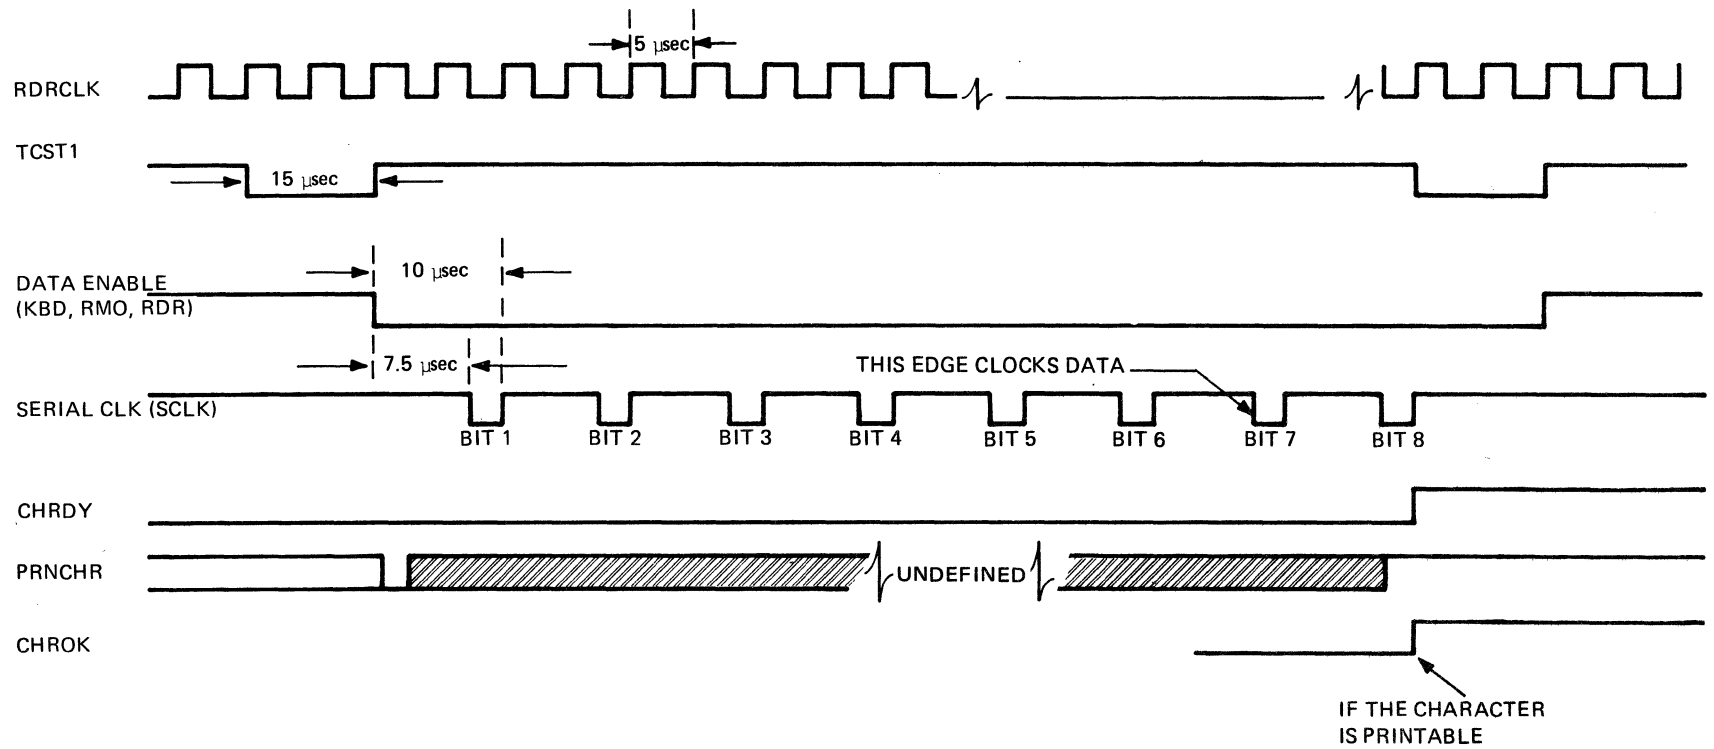 5 µsec
RDRCLK
TCST1
15 µsec
10 µsec
DATA ENABLE
(KBD, RMO, RDR)
7.5 µsec
THIS EDGE CLOCKS DATA
SERIAL CLK (SCLK)
BIT 1 BIT 2 BIT 3 BIT 4 BIT 5 BIT 6 BIT 7 BIT 8
CHRDY
PRNCHR
UNDEFINED
CHROK
IF THE CHARACTER
IS PRINTABLE